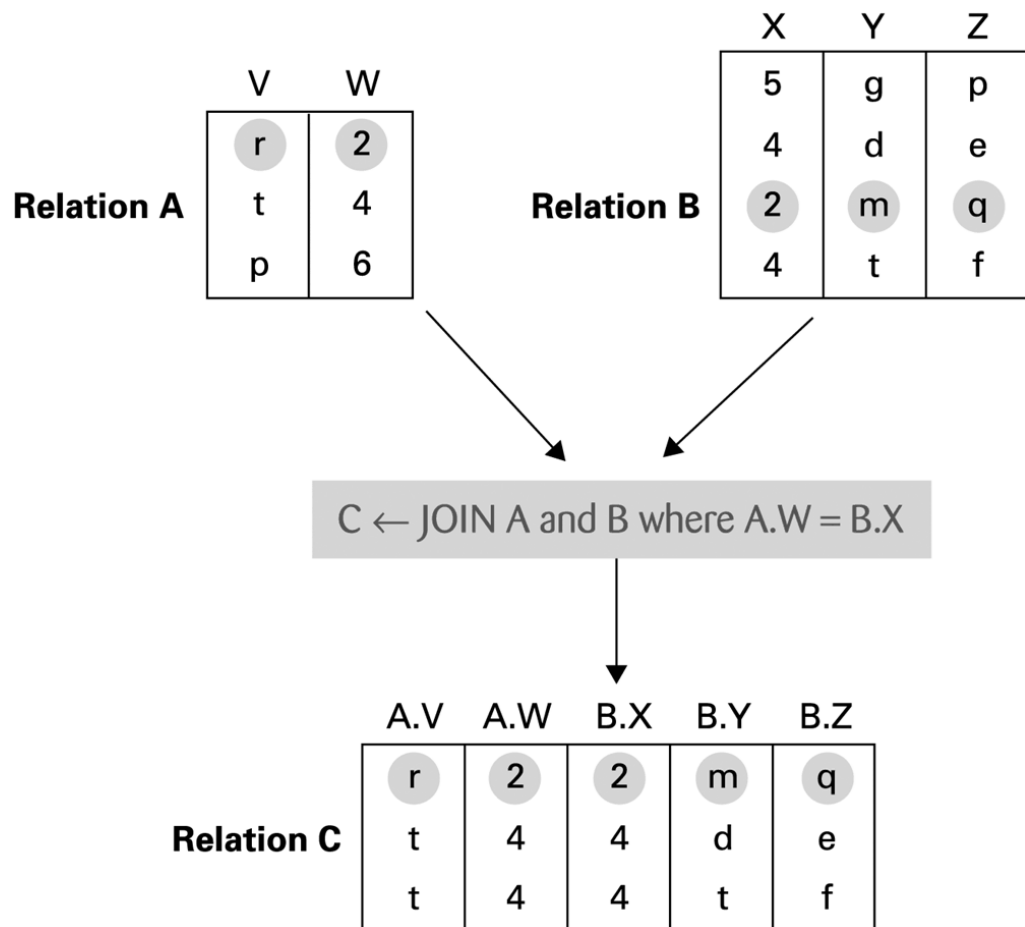 V W
Relation A
r 2
t 4
p 6
X Y Z
Relation B
5 g p
4 d e
2 m q
4 t f
C ← JOIN A and B where A.W = B.X
A.V A.W B.X B.Y B.Z
Relation C
r 2 2 m q
t 4 4 d e
t 4 4 t f